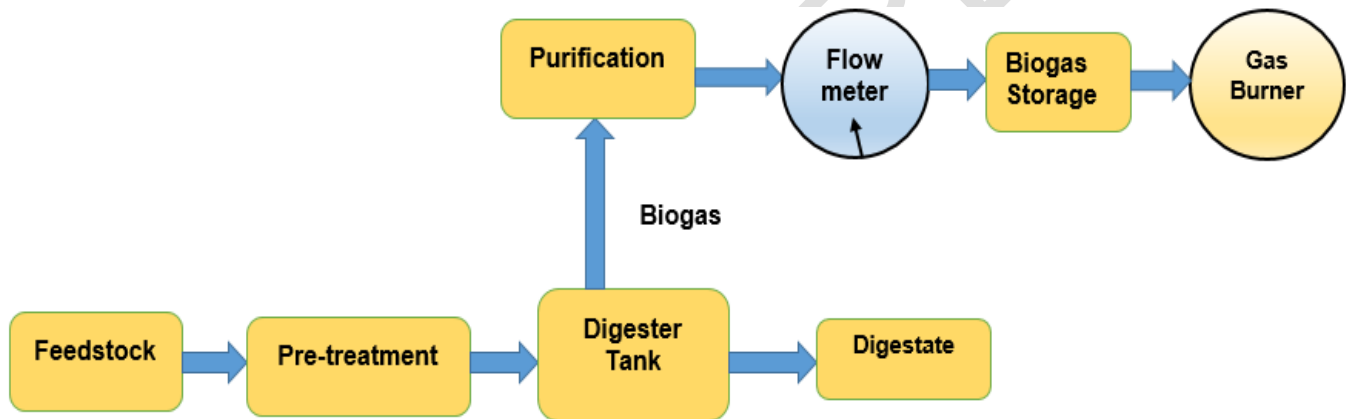 Purification
Flow
meter
Biogas
Storage
Gas
Burner
Biogas
Feedstock
Pre-treatment
Digester
Tank
Digestate